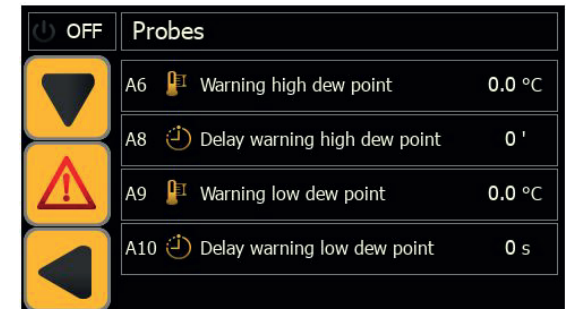 OFF Probes
A6 Warning high dew point 0.0 °C
A8 Delay warning high dew point 0 '
A9 Warning low dew point 0.0 °C
A10 Delay warning low dew point 0 s